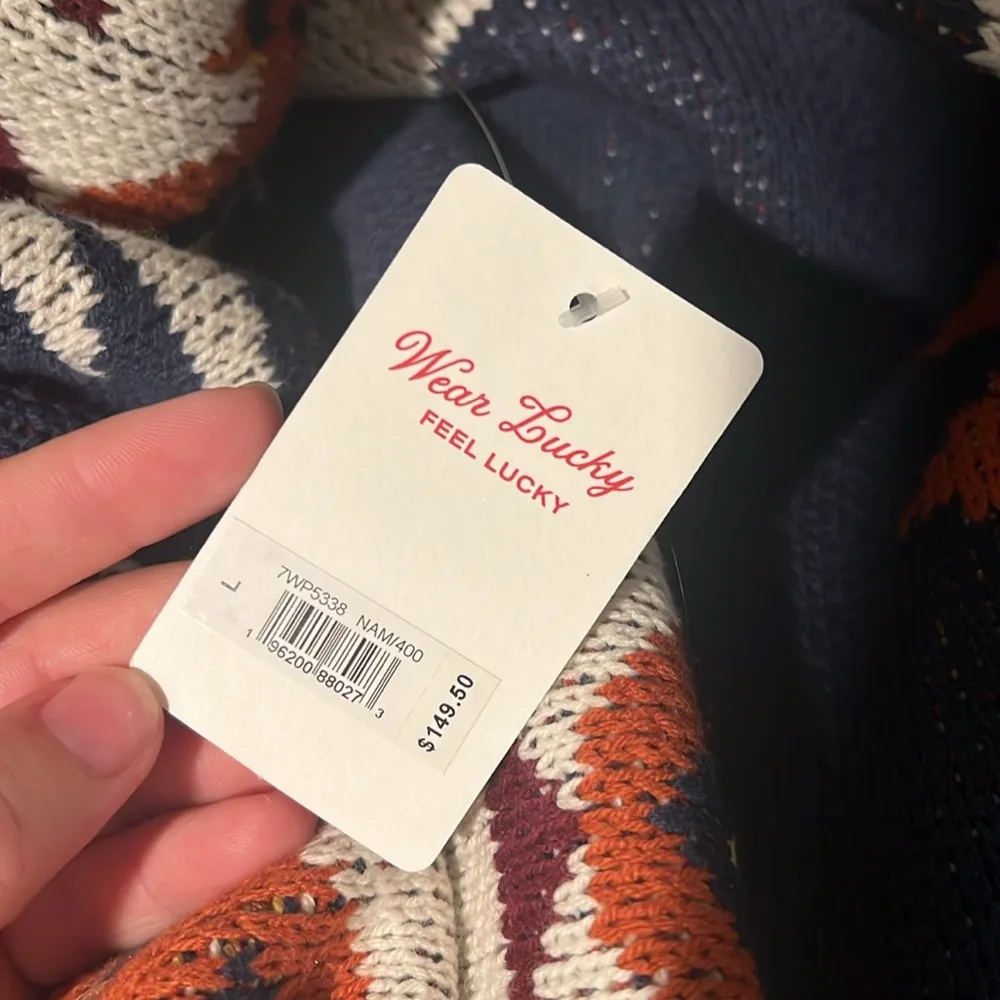 Wear Lucky
FEEL LUCKY
L
7WP5338 NAM/400
1 96200 88027 3
$149.50